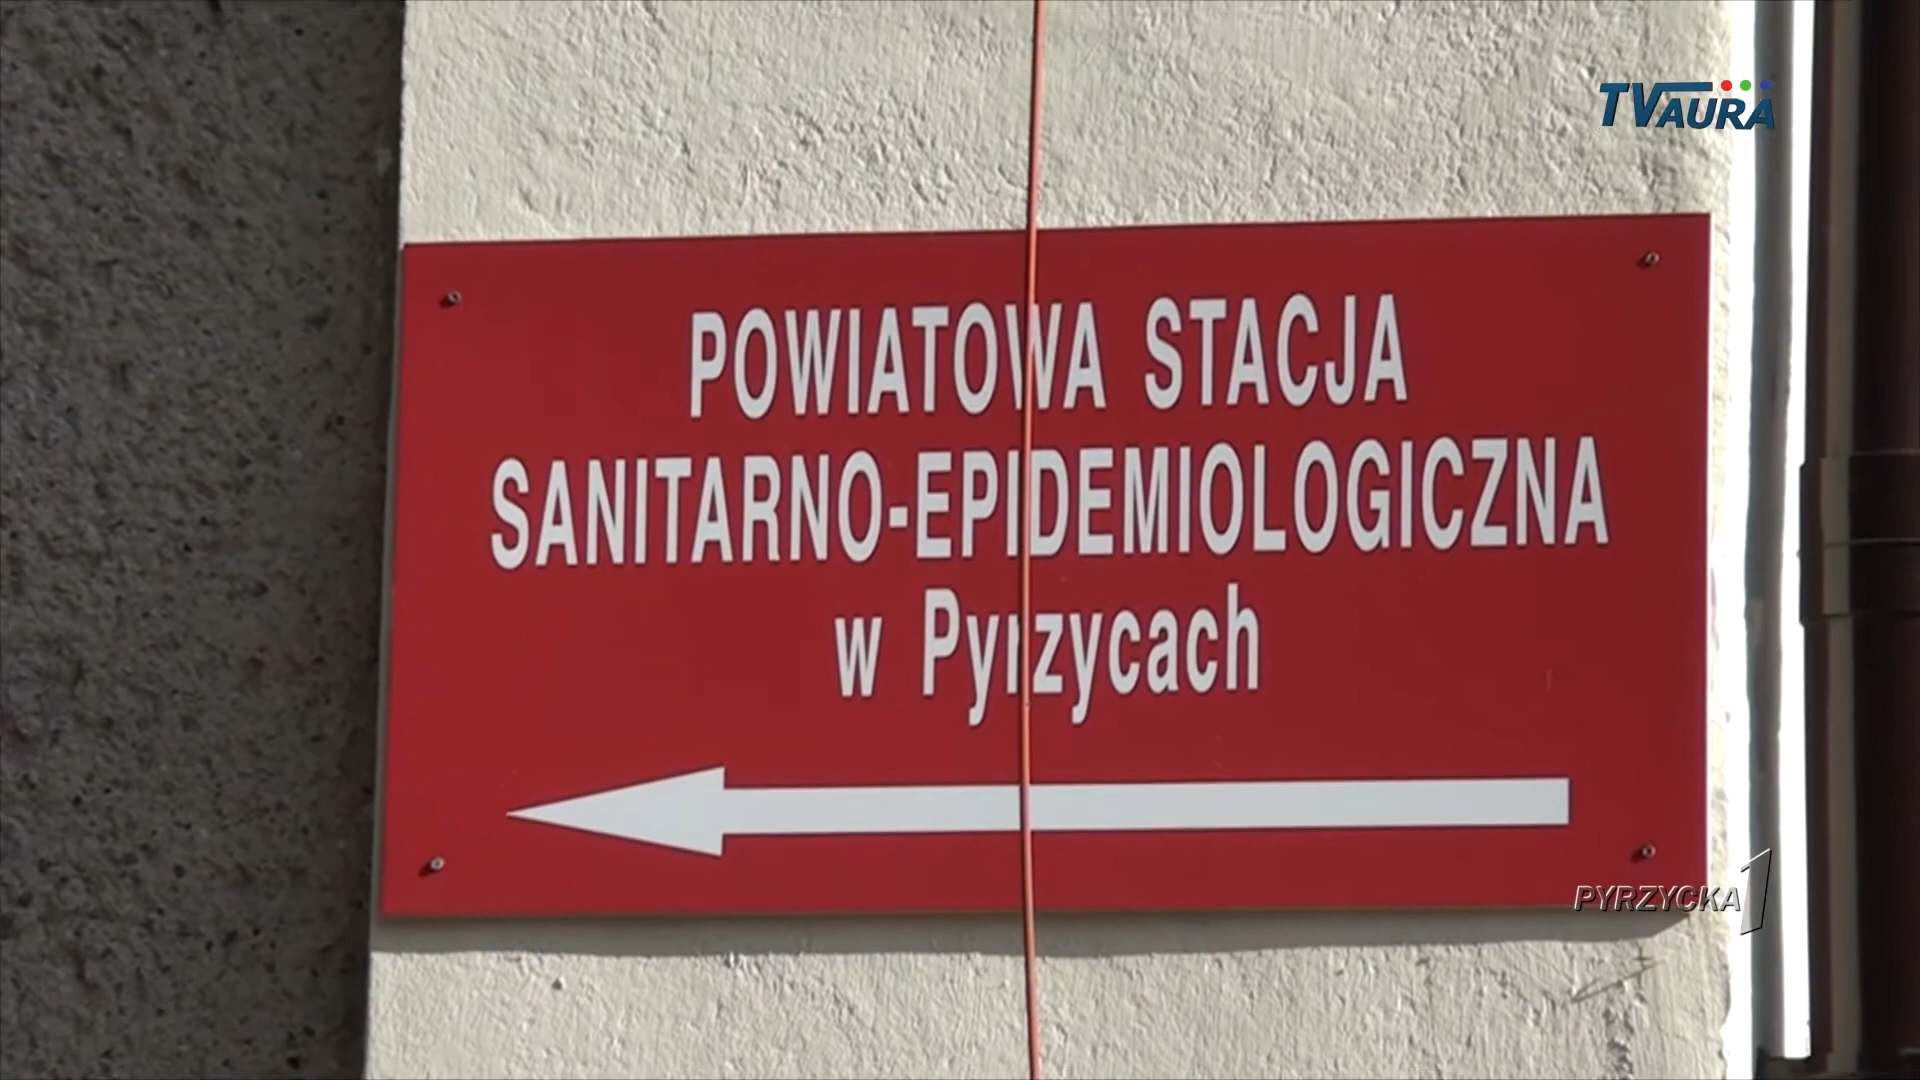 TVAURA
POWIATOWA STACJA
SANITARNO-EPIDEMIOLOGICZNA
w Pyrzycach
PYRZYCKA 1